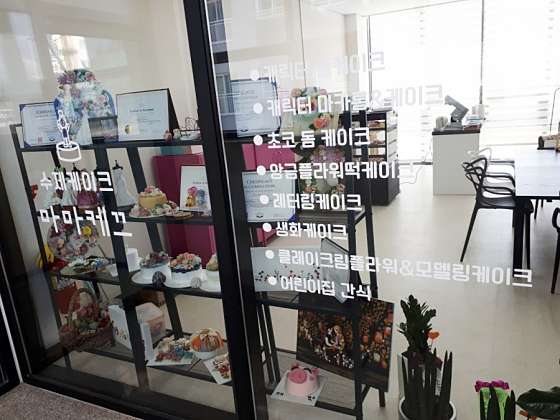 수제케이크
마마케끄
• 캐릭터 케이크
• 캐릭터 마카롱&케이크
• 초코 돔 케이크
• 앙금플라워떡케이크
• 레터링케이크
• 생화케이크
• 클레이크림플라워&모델링케이크
• 어린이집 간식